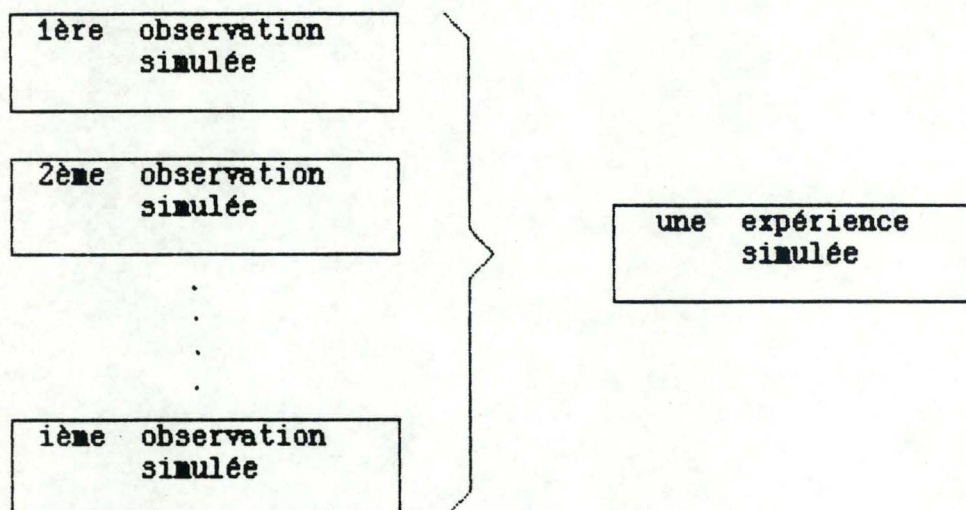 1ère observation
simulée
2ème observation
simulée
une expérience
simulée
ième observation
simulée